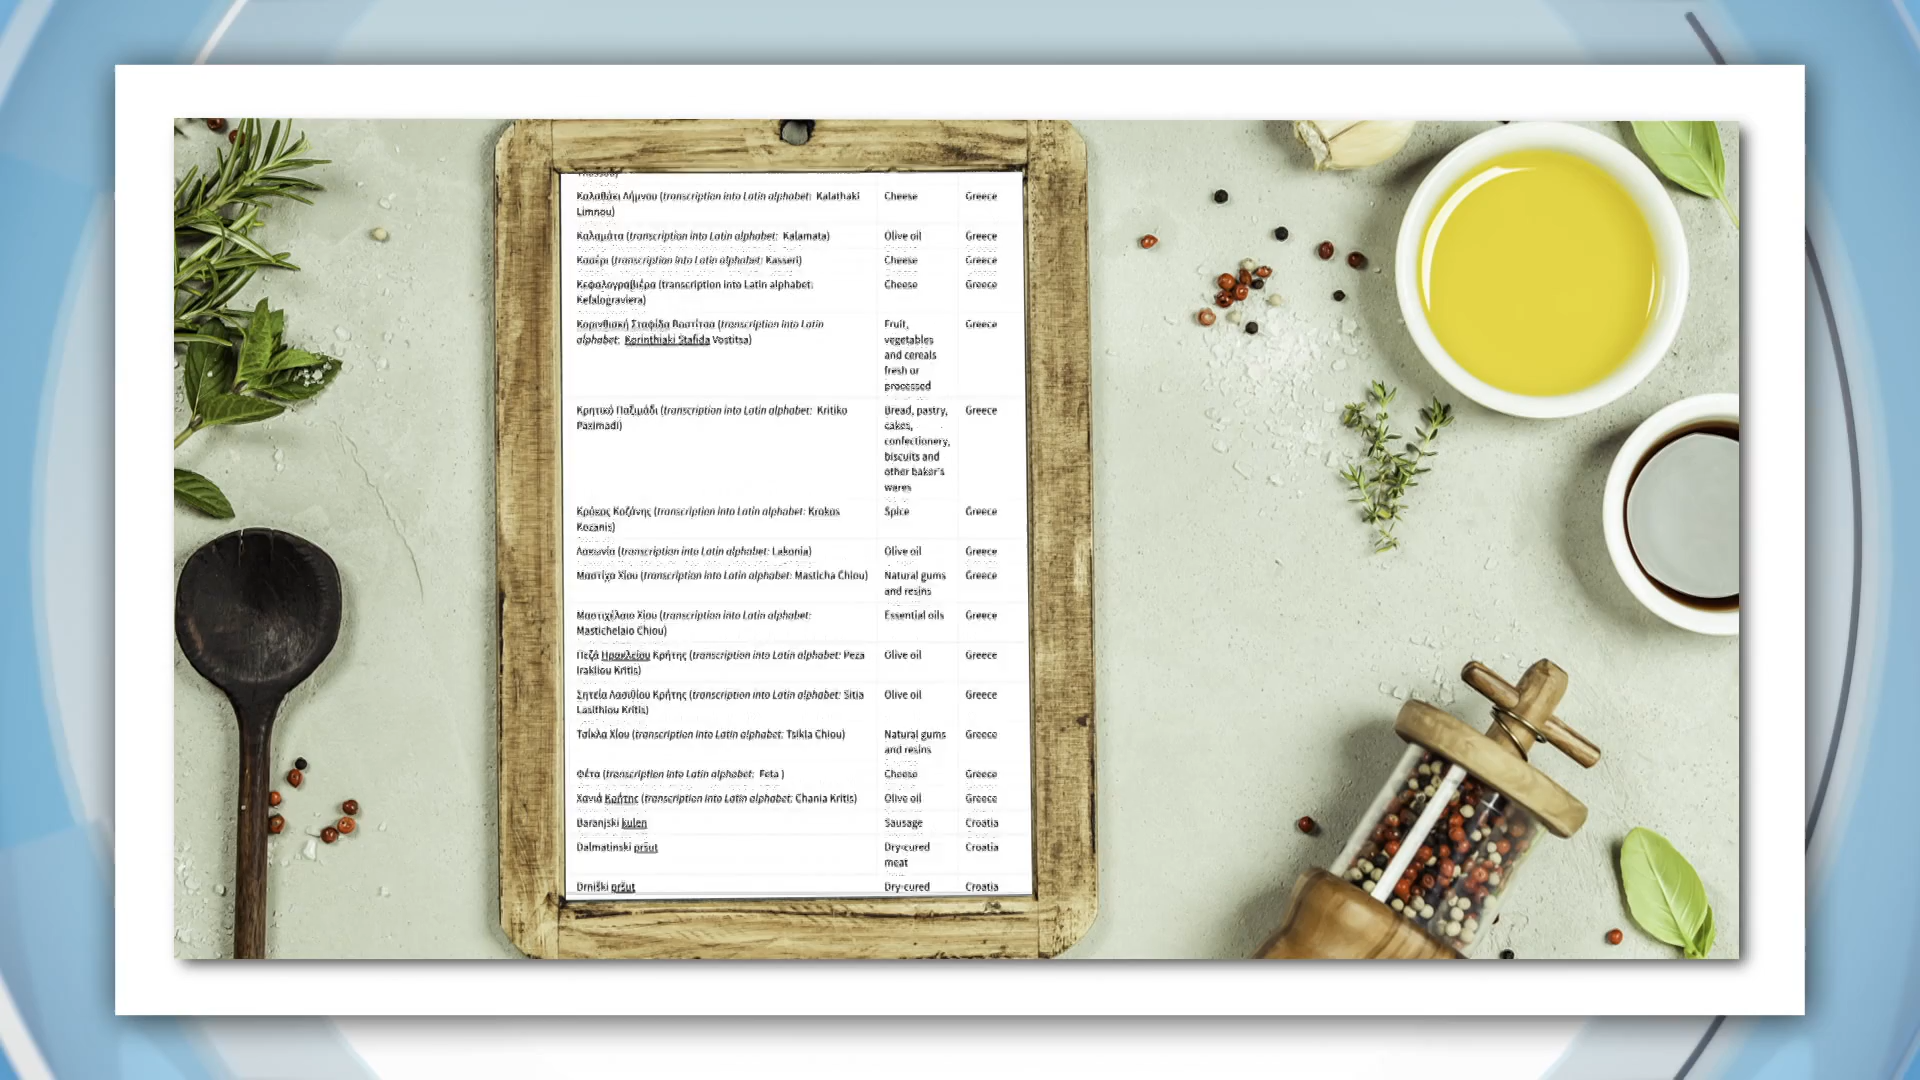 Καλαθάκι Λήμνου (transcription into Latin alphabet: Kalathaki Cheese Greece
Limnou)
Καλαμάτα (transcription into Latin alphabet: Kalamata) Olive oil Greece
Κασέρι (transcription into Latin alphabet: Kasseri) Cheese Greece
Κεφαλογραβιέρα (transcription into Latin alphabet: Cheese Greece
Kefalograviera)
Κορινθιακή Σταφίδα Βοστίτσα (transcription into Latin Fruit, Greece
alphabet: Korinthiaki Stafida Vostitsa) vegetables
and cereals
fresh or
processed
Κρητικό Παξιμάδι (transcription into Latin alphabet: Kritiko Bread, pastry, Greece
Paximadi) cakes,
confectionery,
biscuits and
other baker's
wares
Κρόκος Κοζάνης (transcription into Latin alphabet: Krokos Spice Greece
Kozanis)
Λακωνία (transcription into Latin alphabet: Lakonia) Olive oil Greece
Μαστίχα Χίου (transcription into Latin alphabet: Masticha Chiou) Natural gums Greece
and resins
Μαστιχέλαιο Χίου (transcription into Latin alphabet: Essential oils Greece
Mastichelaio Chiou)
Πεζά Ηρακλείου Κρήτης (transcription into Latin alphabet: Peza Olive oil Greece
Irakliou Kritis)
Σητεία Λασιθίου Κρήτης (transcription into Latin alphabet: Sitia Olive oil Greece
Lasithiou Kritis)
Τσίκλα Χίου (transcription into Latin alphabet: Tsikla Chiou) Natural gums Greece
and resins
Φέτα (transcription into Latin alphabet: Feta ) Cheese Greece
Χανιά Κρήτης (transcription into Latin alphabet: Chania Kritis) Olive oil Greece
Baranjski kulen Sausage Croatia
Dalmatinski pršut Dry-cured Croatia
meat
Drniški pršut Dry-cured Croatia